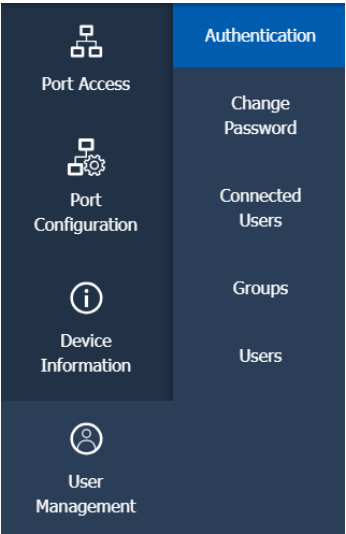 Port Access
Port
Configuration
Device
Information
User
Management
Authentication
Change
Password
Connected
Users
Groups
Users